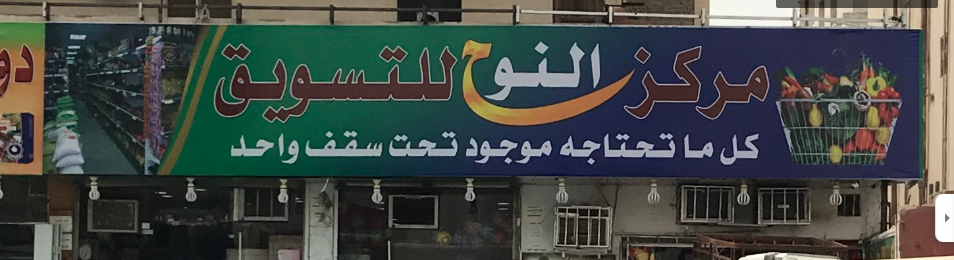 مركز النوح للتسويق
كل ما تحتاجه موجود تحت سقف واحد